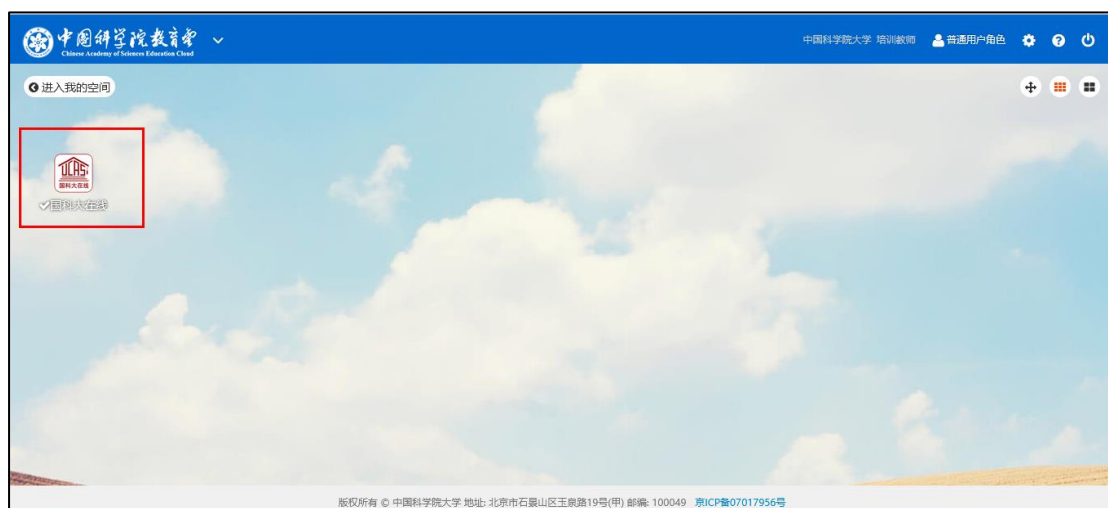 中国科学院教育云
Chinese Academy of Sciences Education Cloud
中国科学院大学 培训教师 普通用户角色
进入我的空间
UCAS
国科大在线
国科大在线
版权所有 © 中国科学院大学 地址: 北京市石景山区玉泉路19号(甲) 邮编: 100049 京ICP备07017956号